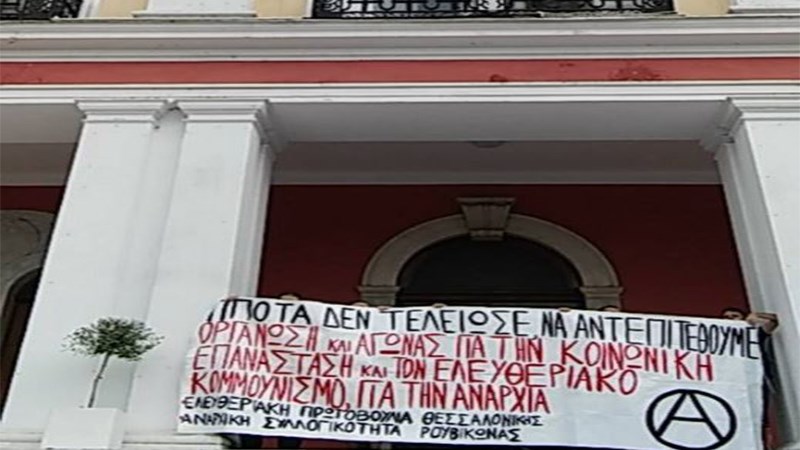 ΤΙΠΟΤΑ ΔΕΝ ΤΕΛΕΙΩΣΕ ΝΑ ΑΝΤΕΠΙΤΕΘΟΥΜΕ
ΟΡΓΑΝΩΣΗ ΚΑΙ ΑΓΩΝΑΣ ΓΙΑ ΤΗΝ ΚΟΙΝΩΝΙΚΗ
ΕΠΑΝΑΣΤΑΣΗ ΚΑΙ ΤΟΝ ΕΛΕΥΘΕΡΙΑΚΟ
ΚΟΜΜΟΥΝΙΣΜΟ, ΓΙΑ ΤΗΝ ΑΝΑΡΧΙΑ
ΕΛΕΥΘΕΡΙΑΚΗ ΠΡΩΤΟΒΟΥΛΙΑ ΘΕΣΣΑΛΟΝΙΚΗΣ
ΑΝΑΡΧΙΚΗ ΣΥΛΛΟΓΙΚΟΤΗΤΑ ΡΟΥΒΙΚΩΝΑΣ